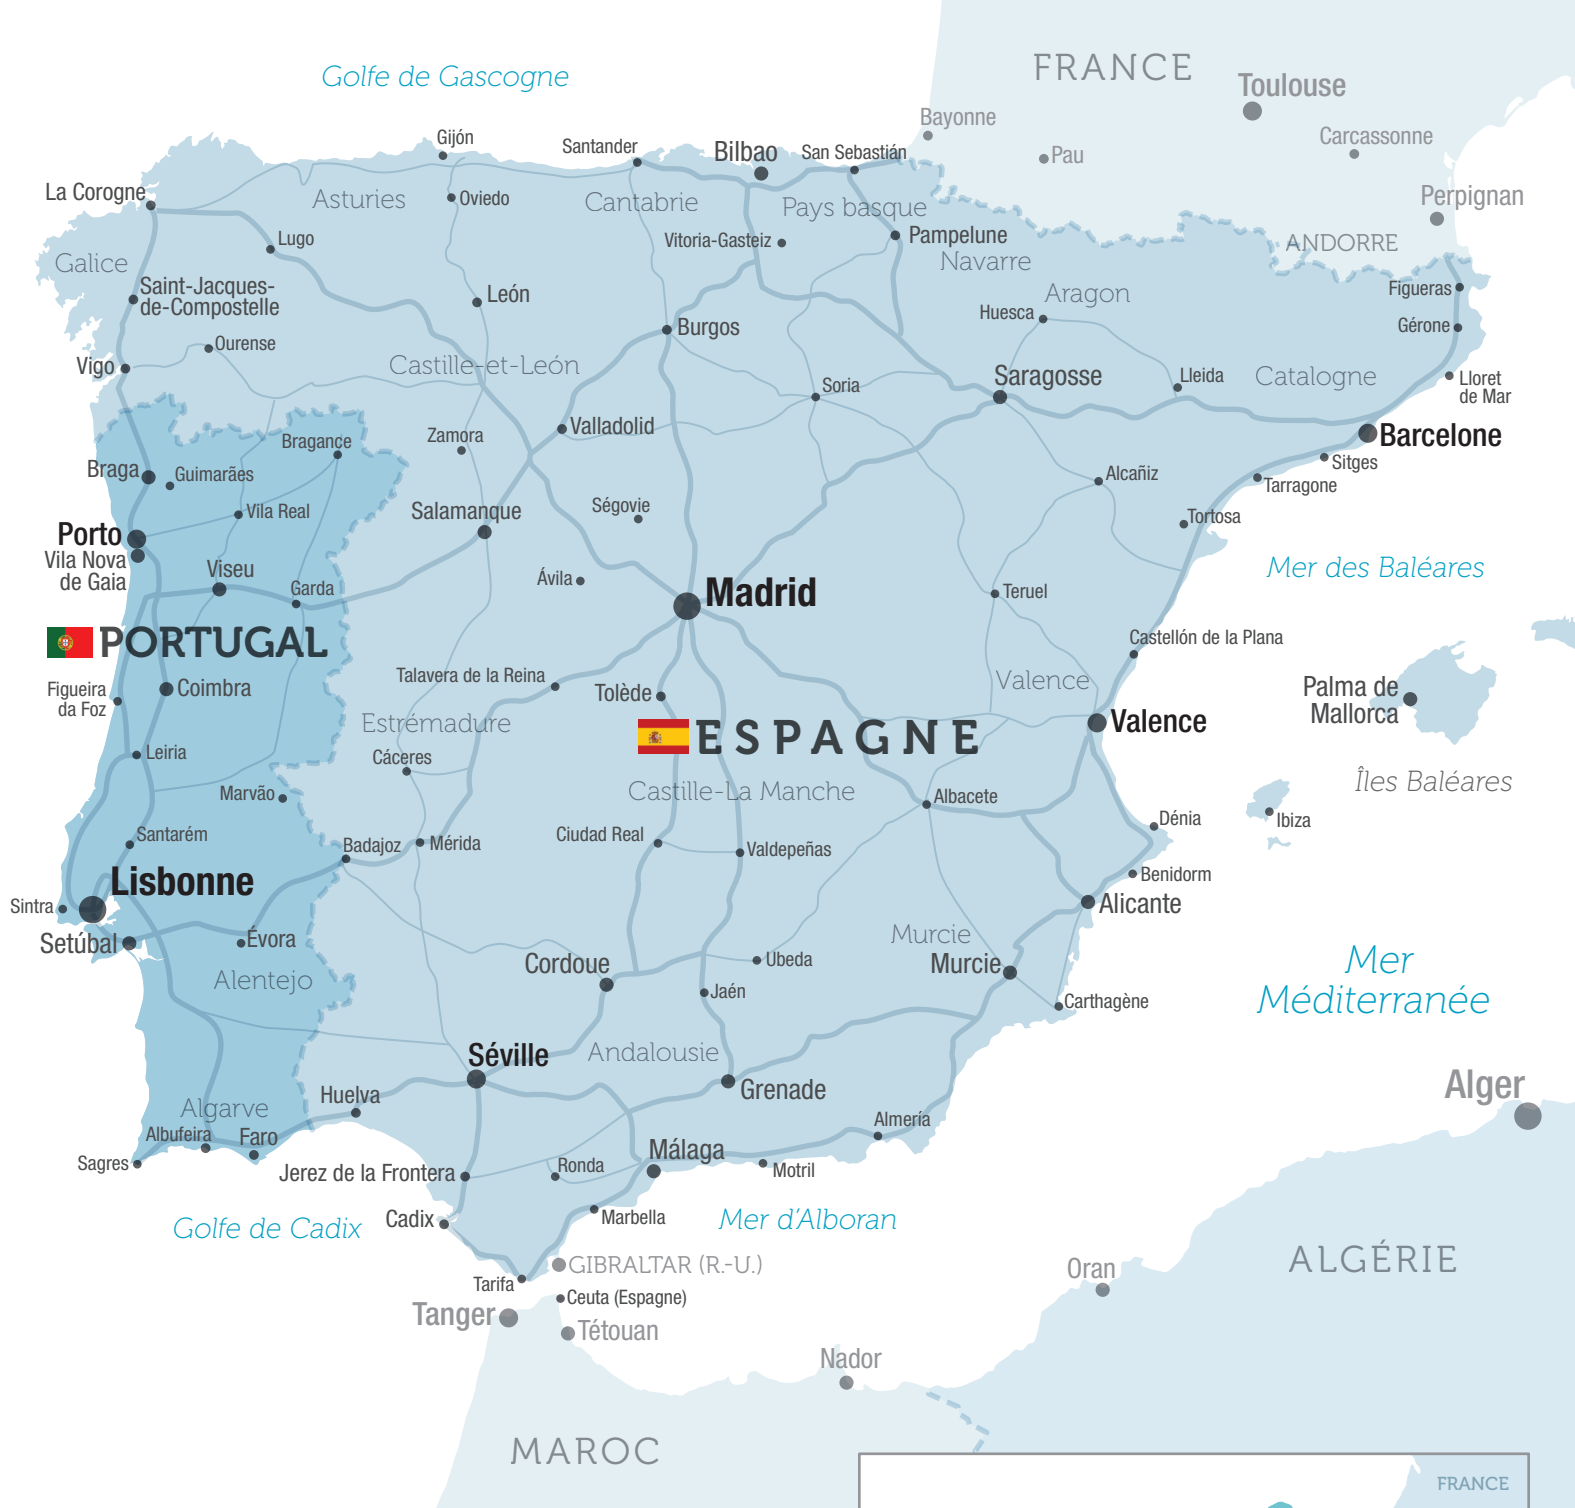 Golfe de Gascogne
FRANCE
Toulouse
Bayonne
Pau
Carcassonne
Perpignan
ANDORRE
Gijón
Santander
Bilbao
San Sebastián
La Corogne
Asturies
Oviedo
Cantabrie
Pays basque
Lugo
Vitoria-Gasteiz
Pampelune
Navarre
Galice
Saint-Jacques-
de-Compostelle
León
Burgos
Huesca
Aragon
Figueras
Gérone
Ourense
Vigo
Castille-et-León
Soria
Saragosse
Lleida
Catalogne
Lloret
de Mar
Bragance
Zamora
Valladolid
Barcelone
Braga
Guimarães
Sitges
Alcañiz
Tarragone
Vila Real
Salamanque
Ségovie
Tortosa
Porto
Vila Nova
de Gaia
Viseu
Garda
Ávila
Madrid
Teruel
Mer des Baléares
PORTUGAL
Castellón de la Plana
Figueira
da Foz
Coimbra
Talavera de la Reina
Tolède
Valence
Palma de
Mallorca
Estrémadure
ESPAGNE
Valence
Leiria
Cáceres
Marvão
Castille-La Manche
Albacete
Îles Baléares
Santarém
Badajoz
Mérida
Ciudad Real
Valdepeñas
Dénia
Ibiza
Lisbonne
Benidorm
Sintra
Alicante
Setúbal
Évora
Alentejo
Cordoue
Ubeda
Murcie
Murcie
Jaén
Carthagène
Mer
Méditerranée
Séville
Andalousie
Grenade
Alger
Huelva
Algarve
Albufeira
Faro
Almería
Sagres
Jerez de la Frontera
Ronda
Málaga
Motril
Golfe de Cadix
Cadix
Marbella
Mer d'Alboran
GIBRALTAR (R.-U.)
Tarifa
Ceuta (Espagne)
Oran
ALGÉRIE
Tanger
Tétouan
Nador
MAROC
FRANCE